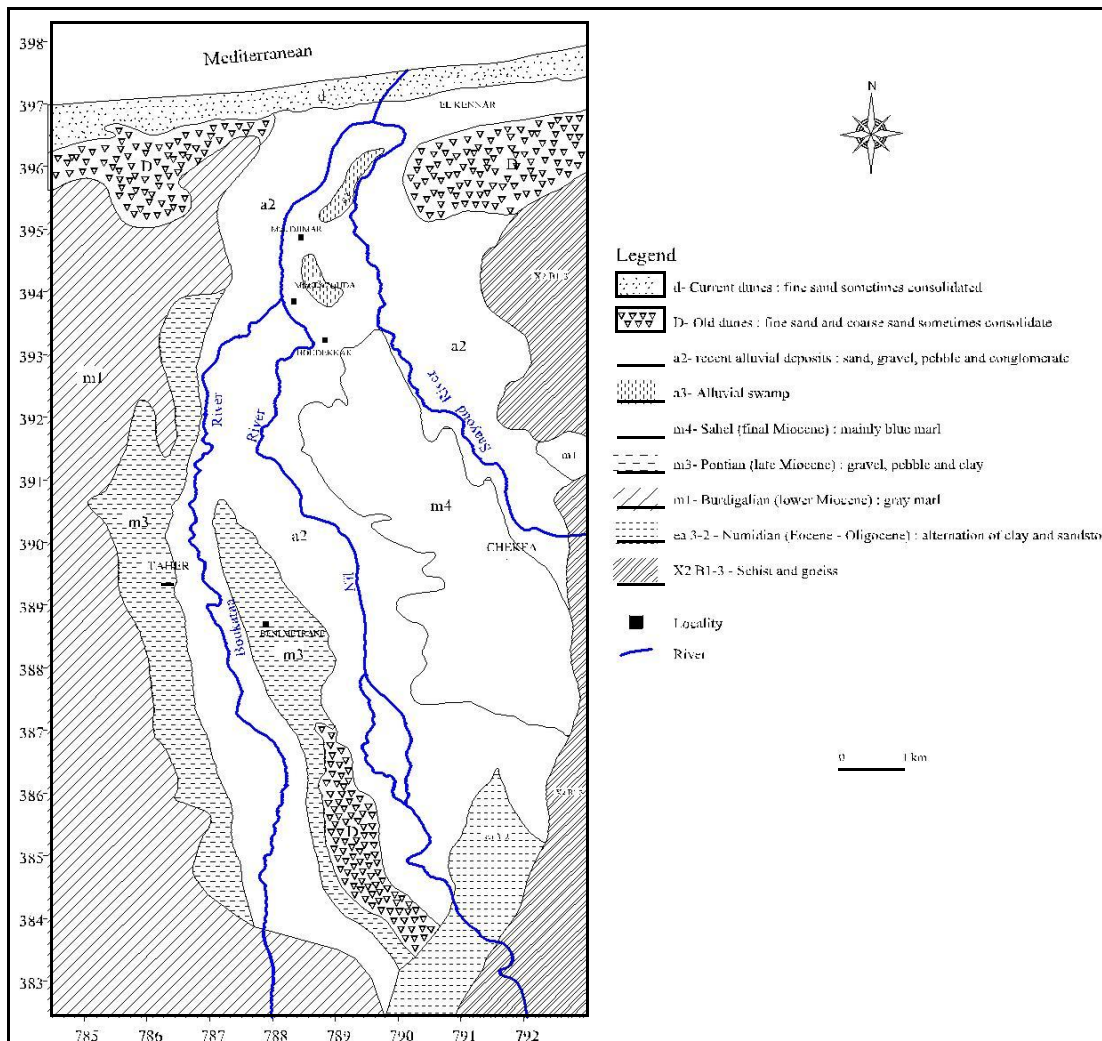 398
397
396
395
394
393
392
391
390
389
388
387
386
385
384
383
785
786
787
788
789
790
791
792
Mediterranean
d
EL KENNAR
D
D
a2
m1
a2
m1
River
River
Saayoud River
m3
m4
a2
CHEKFA
TAHER
Nil
Boukaraa
m3
D
N
Legend
d- Current dunes : fine sand sometimes consolidated
D- Old dunes : fine sand and coarse sand sometimes consolidate
a2- recent alluvial deposits : sand, gravel, pebble and conglomerate
a3- Alluvial swamp
m4- Sahel (final Miocene) : mainly blue marl
m3- Pontian (late Miocene) : gravel, pebble and clay
m1- Burdigalian (lower Miocene) : gray marl
ea 3-2 - Numidian (Eocene - Oligocene) : alternation of clay and sandsto
X2 B1-3 - Schist and gneiss
Locality
River
0 1 km